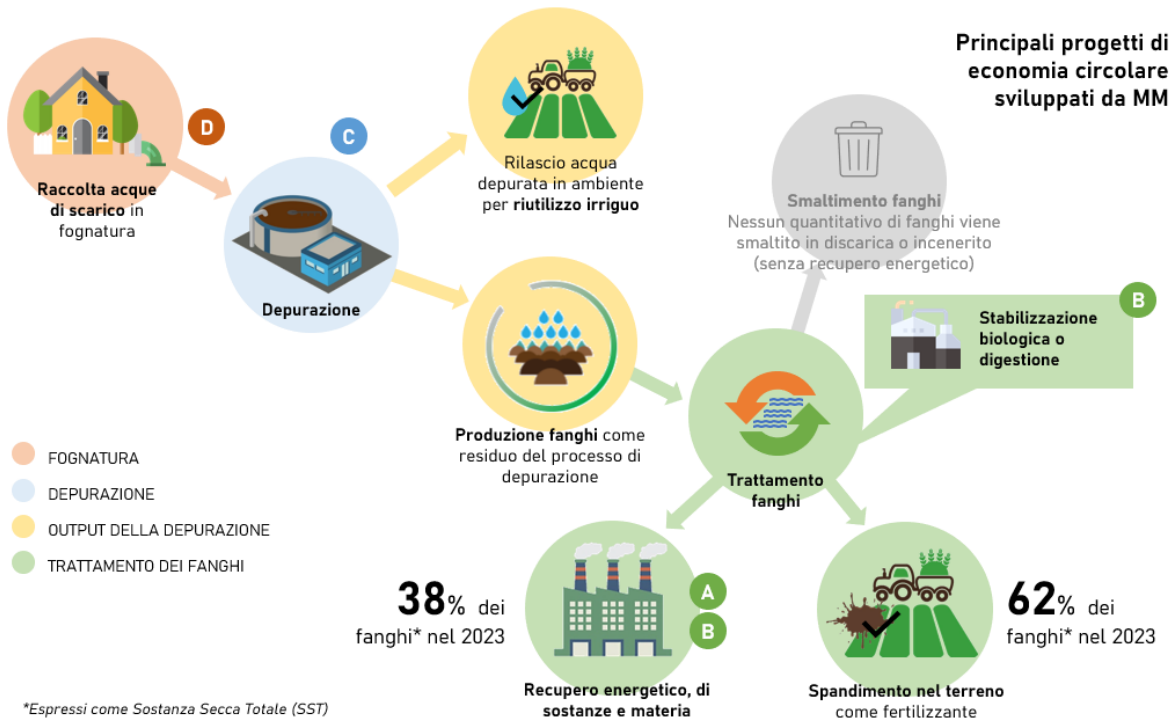 Principali progetti di
economia circolare
sviluppati da MM
D
Raccolta acque
di scarico in
fognatura
C
Depurazione
Rilascio acqua
depurata in ambiente
per riutilizzo irriguo
Smaltimento fanghi
Nessun quantitativo di fanghi viene
smaltito in discarica o incenerito
(senza recupero energetico)
B
Stabilizzazione
biologica o
digestione
Produzione fanghi come
residuo del processo di
depurazione
Trattamento
fanghi
FOGNATURA
DEPURAZIONE
OUTPUT DELLA DEPURAZIONE
TRATTAMENTO DEI FANGHI
38% dei
fanghi* nel 2023
A
B
Recupero energetico, di
sostanze e materia
62% dei
fanghi* nel 2023
Spandimento nel terreno
come fertilizzante
*Espressi come Sostanza Secca Totale (SST)